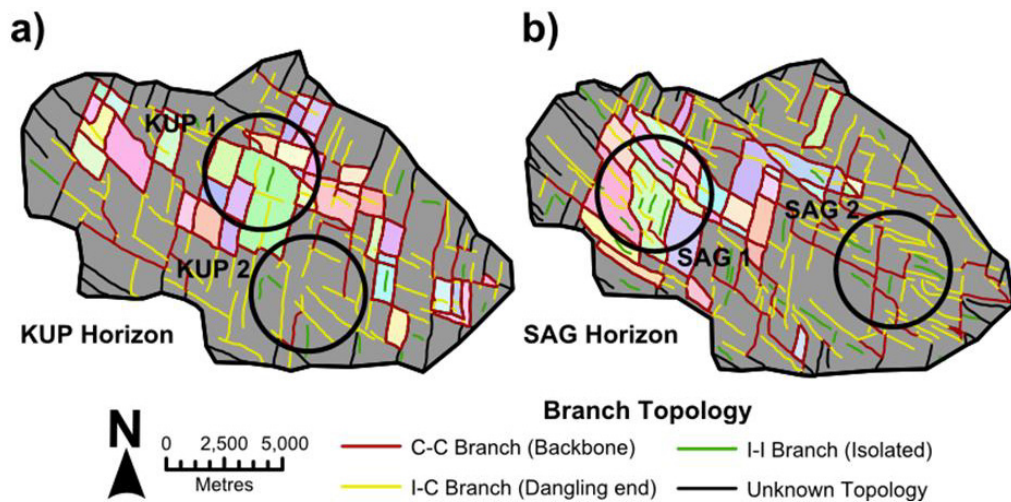 a)
b)
KUP 1
KUP 2
KUP Horizon
SAG 2
SAG 1
SAG Horizon
N
0 2,500 5,000
Metres
Branch Topology
C-C Branch (Backbone)
I-I Branch (Isolated)
I-C Branch (Dangling end)
Unknown Topology